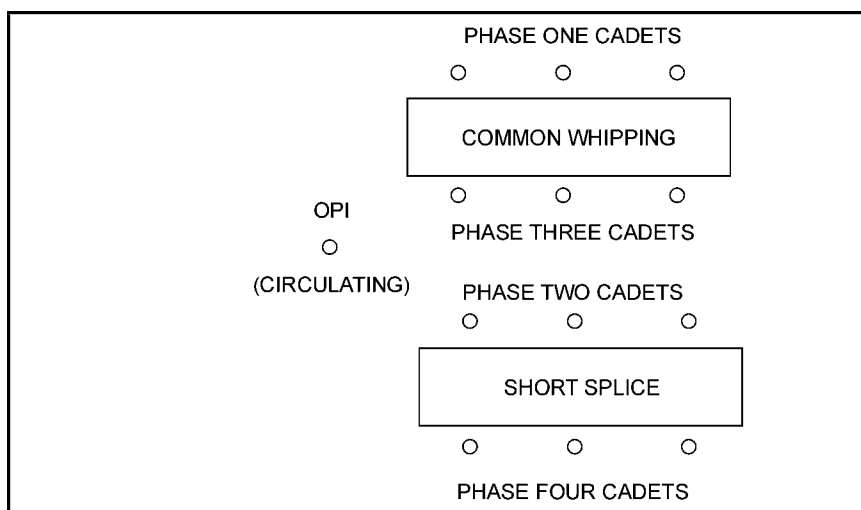 PHASE ONE CADETS
COMMON WHIPPING
OPI
PHASE THREE CADETS
(CIRCULATING)
PHASE TWO CADETS
SHORT SPLICE
PHASE FOUR CADETS